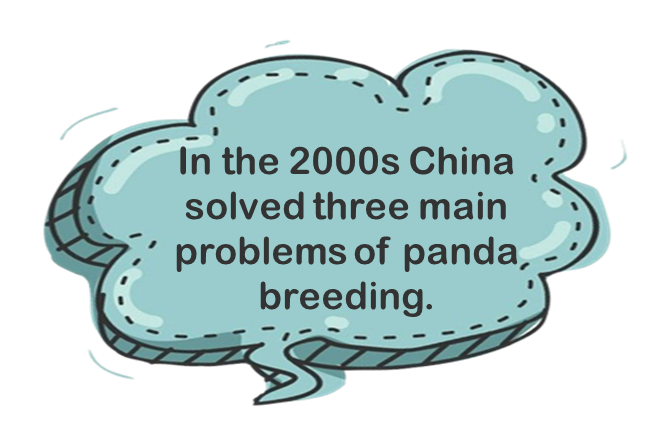 In the 2000s China
solved three main
problems of panda
breeding.